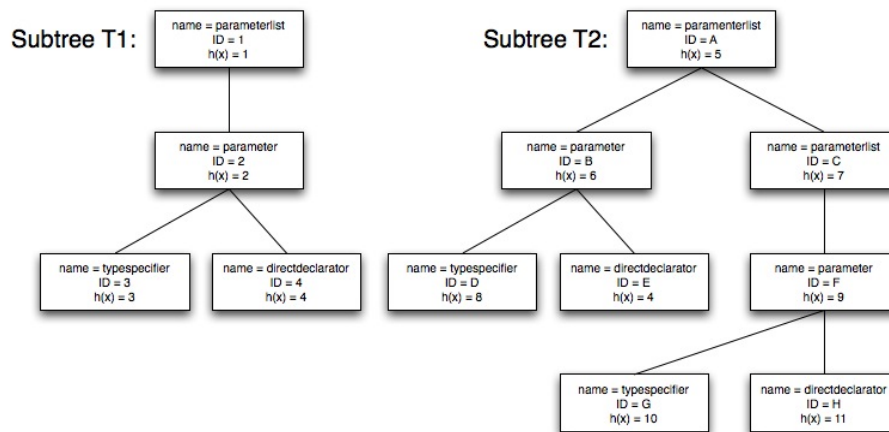 Subtree T1:
name = parameterlist
ID = 1
h(x) = 1
name = parameter
ID = 2
h(x) = 2
name = typespecifier
ID = 3
h(x) = 3
name = directdeclarator
ID = 4
h(x) = 4
Subtree T2:
name = paramenterlist
ID = A
h(x) = 5
name = parameter
ID = B
h(x) = 6
name = parameterlist
ID = C
h(x) = 7
name = typespecifier
ID = D
h(x) = 8
name = directdeclarator
ID = E
h(x) = 4
name = parameter
ID = F
h(x) = 9
name = typespecifier
ID = G
h(x) = 10
name = directdeclarator
ID = H
h(x) = 11